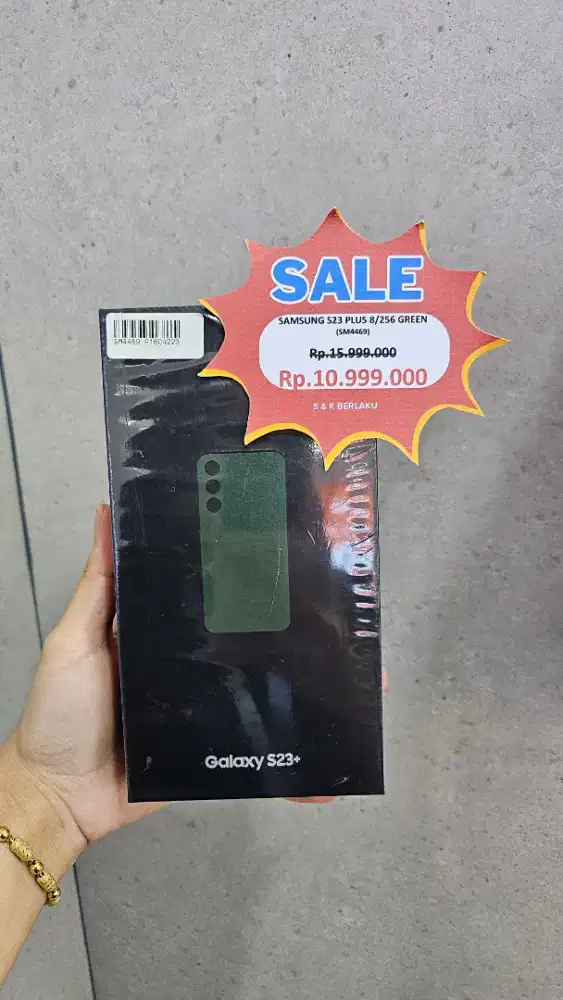 SALE
SAMSUNG S23 PLUS 8/256 GREEN
(SM4469)
Rp.15.999.000
Rp.10.999.000
S & K BERLAKU
SM4469 P1804223
Galaxy S23+